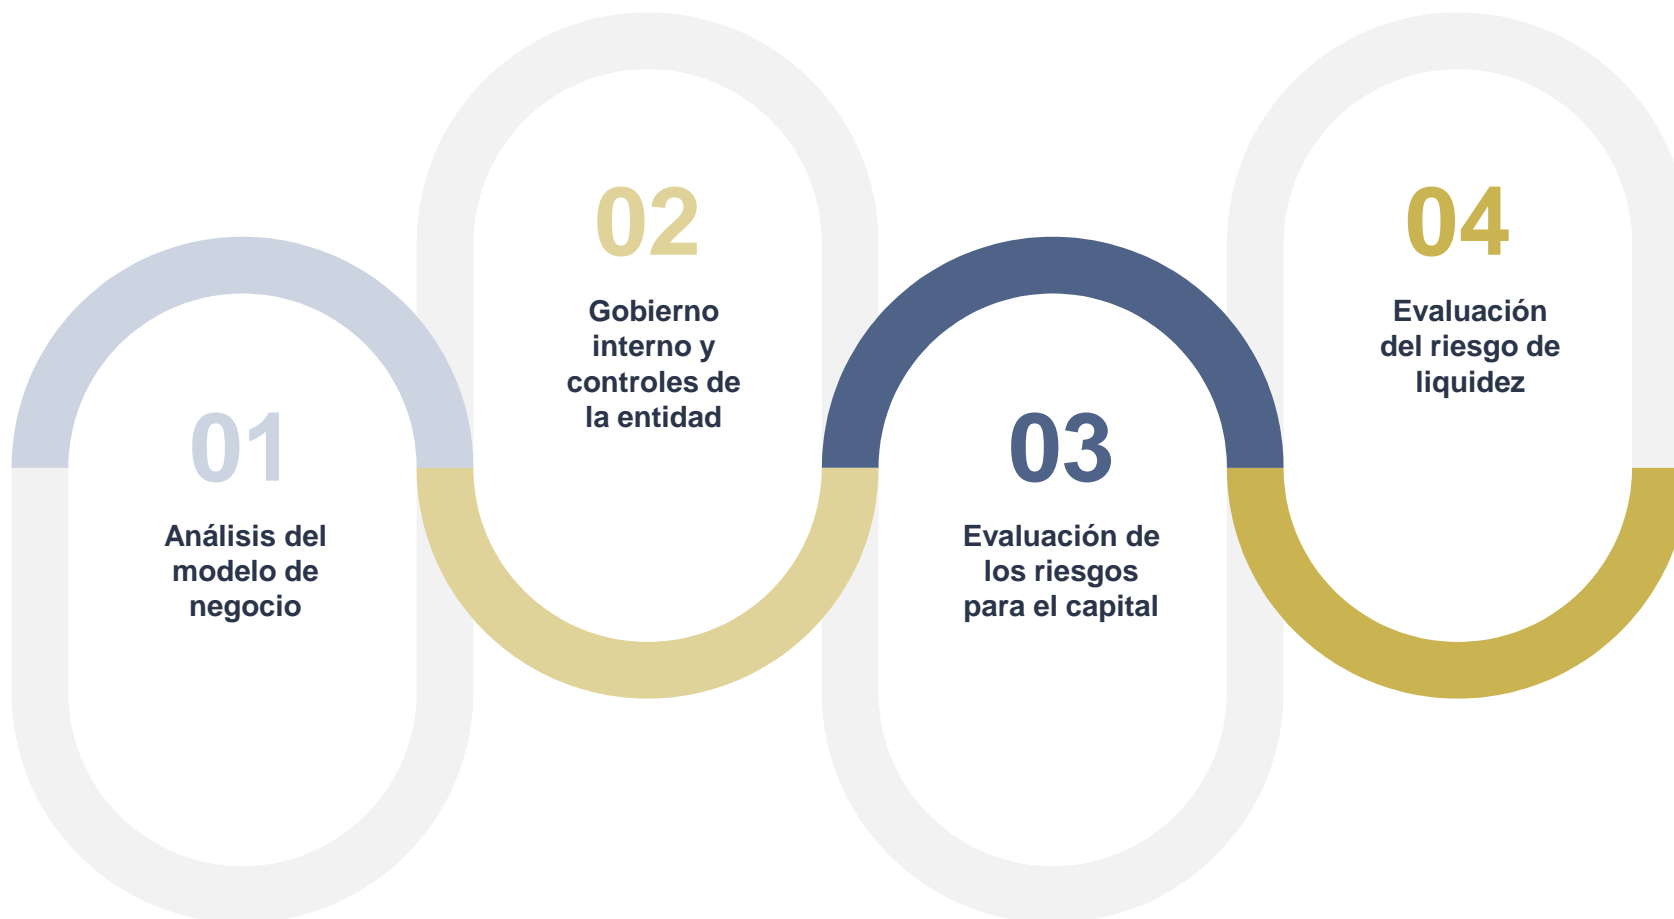 01
Análisis del
modelo de
negocio
02
Gobierno
interno y
controles de
la entidad
03
Evaluación de
los riesgos
para el capital
04
Evaluación
del riesgo de
liquidez